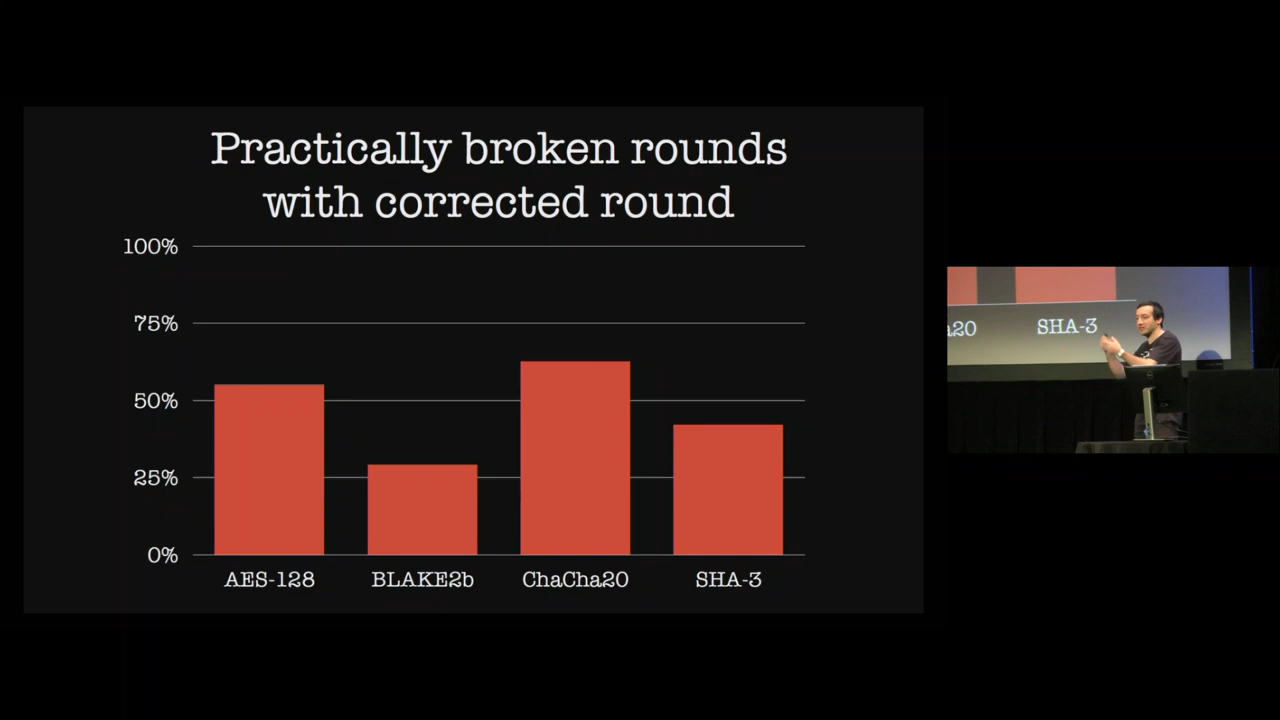 Practically broken rounds
with corrected round
100%
75%
50%
25%
0%
AES-128
BLAKE2b
ChaCha20
SHA-3
a20
SHA-3